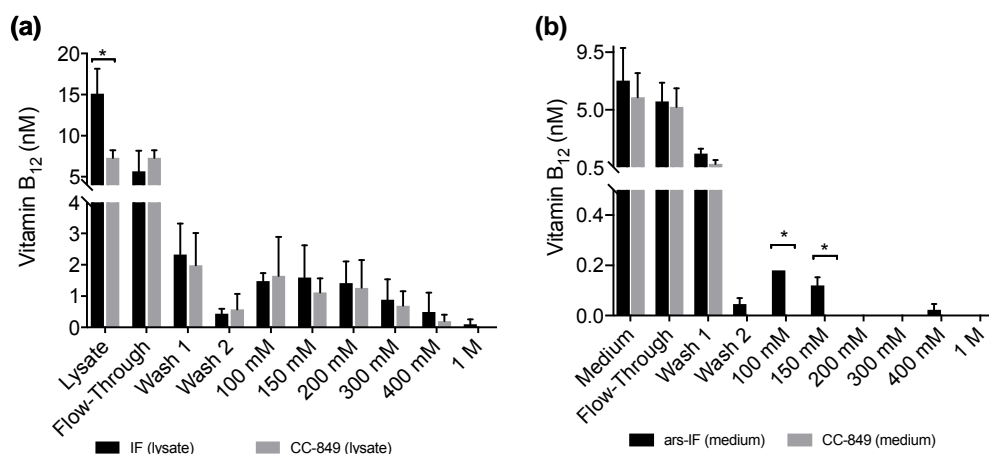 (a)
20
15
10
5
4
3
2
1
0
Vitamin B12 (nM)
*
Lysate
Flow-Through
Wash 1
Wash 2
100 mM
150 mM
200 mM
300 mM
400 mM
1 M
IF (lysate)
CC-849 (lysate)
(b)
9.5
5.0
0.5
0.4
0.2
0.0
Vitamin B12 (nM)
*
*
Medium
Flow-Through
Wash 1
Wash 2
100 mM
150 mM
200 mM
300 mM
400 mM
1 M
ars-IF (medium)
CC-849 (medium)